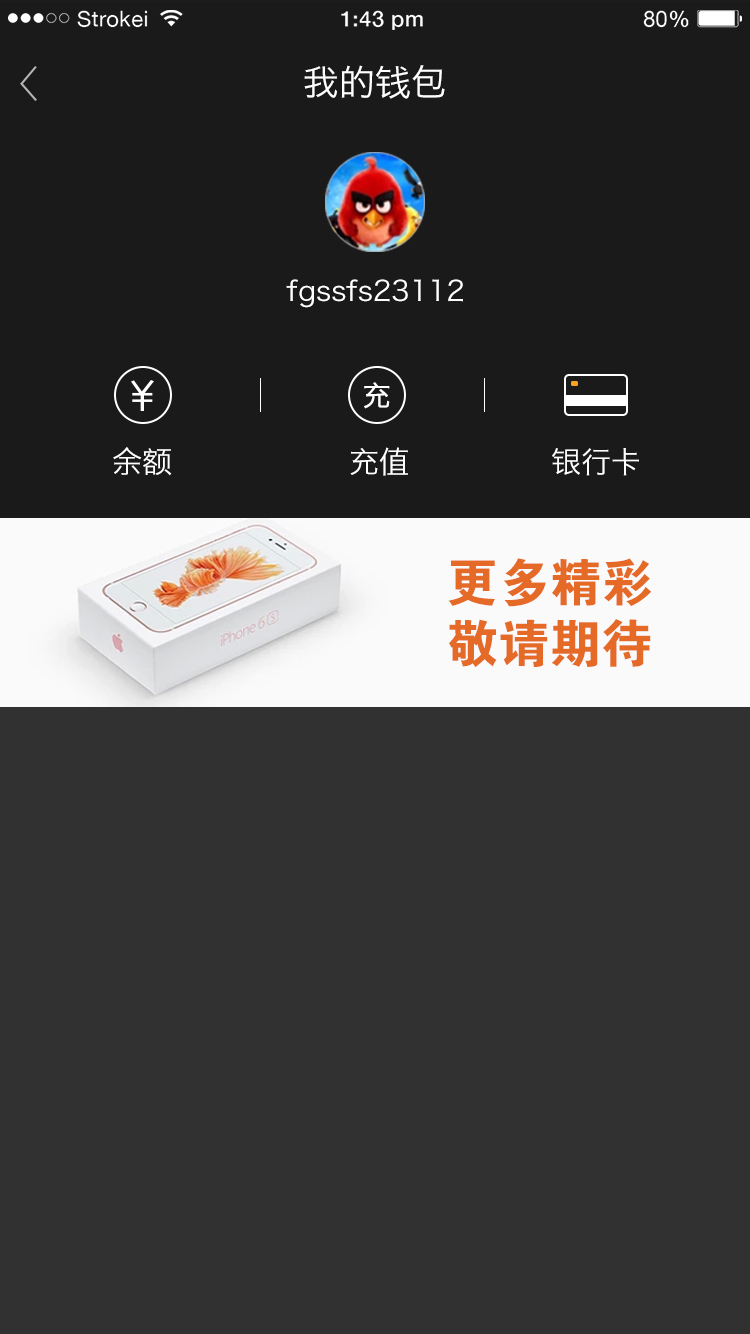 Strokei 1:43 pm 80%
我的钱包
fgssfs23112
¥ 充
余额 充值 银行卡
更多精彩
敬请期待
iPhone 6s